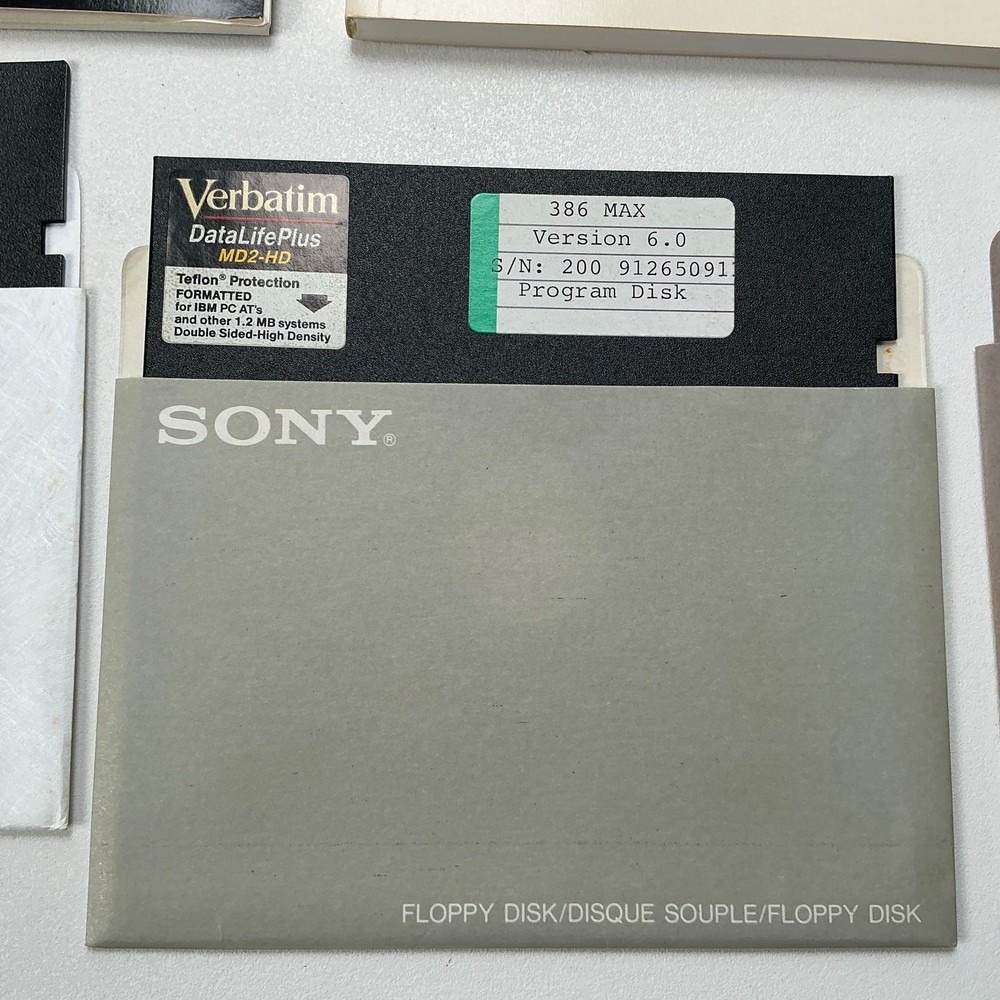 Verbatim
DataLifePlus
MD2-HD
Teflon® Protection
FORMATTED
for IBM PC AT's
and other 1.2 MB systems
Double Sided-High Density
386 MAX
Version 6.0
S/N: 200 91265091
Program Disk
SONY®
FLOPPY DISK/DISQUE SOUPLE/FLOPPY DISK